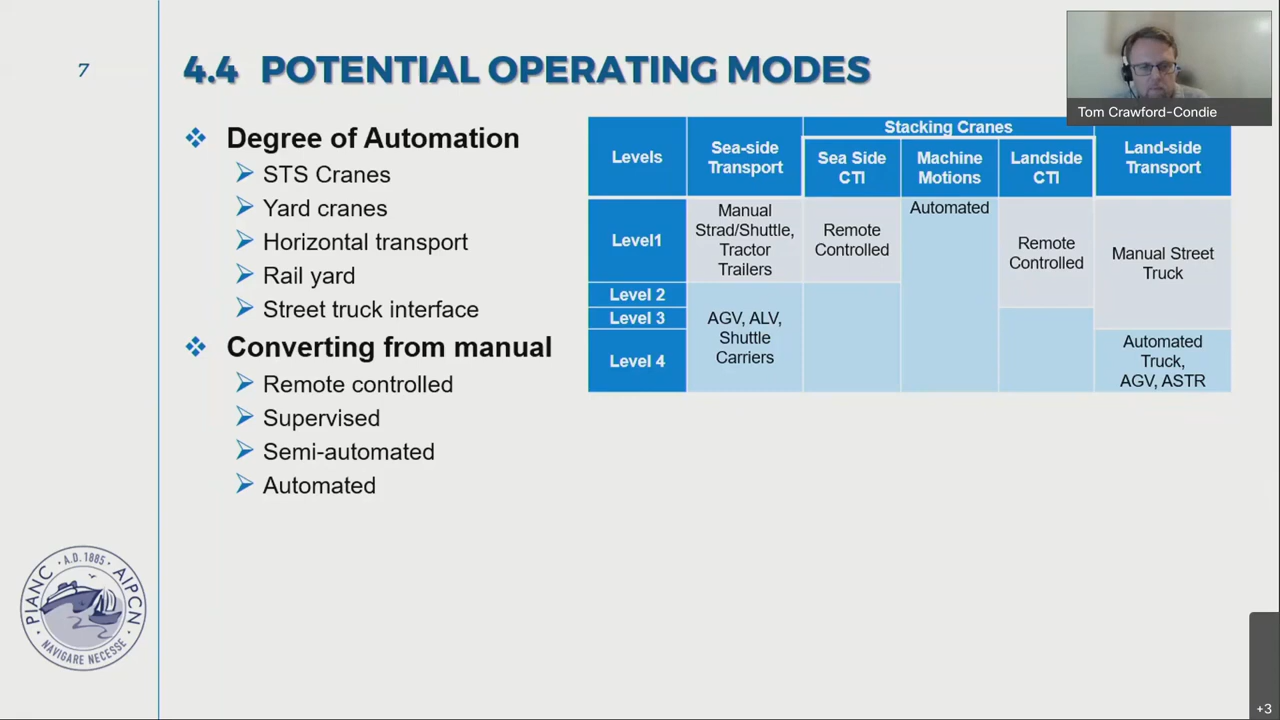 7
4.4 POTENTIAL OPERATING MODES
Tom Crawford-Condie
Degree of Automation
STS Cranes
Yard cranes
Horizontal transport
Rail yard
Street truck interface
Converting from manual
Remote controlled
Supervised
Semi-automated
Automated
Levels
Sea-side
Transport
Stacking Cranes
Sea Side
CTI
Machine
Motions
Landside
CTI
Land-side
Transport
Level1
Manual
Strad/Shuttle,
Tractor
Trailers
Remote
Controlled
Automated
Remote
Controlled
Manual Street
Truck
Level 2
Level 3
AGV, ALV,
Shuttle
Carriers
Level 4
Automated
Truck,
AGV, ASTR
PIANC · A.D. 1885 · AIPCN
· NAVIGARE NECESSE ·
+3